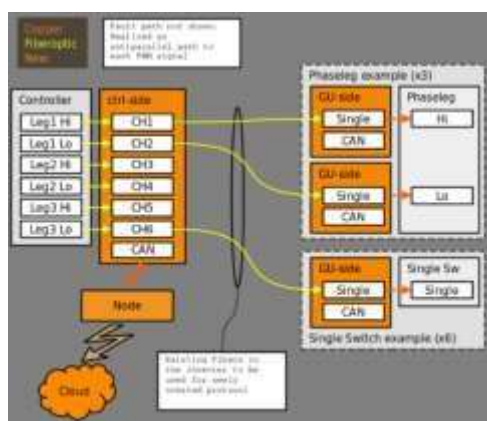 Copper
Fiberoptic
New
Fault path not shown.
Realized as
antiparallel path to
each PWM signal
Controller
Leg1 Hi
Leg1 Lo
Leg2 Hi
Leg2 Lo
Leg3 Hi
Leg3 Lo
ctrl-side
CH1
CH2
CH3
CH4
CH5
CH6
CAN
Node
Cloud
Phaseleg example (x3)
GU-side
Single
CAN
Phaseleg
Hi
GU-side
Single
CAN
Lo
GU-side
Single
CAN
Single Sw
Single
Single Switch example (x6)
Existing fibers in
the inverter to be
used for newly
created protocol